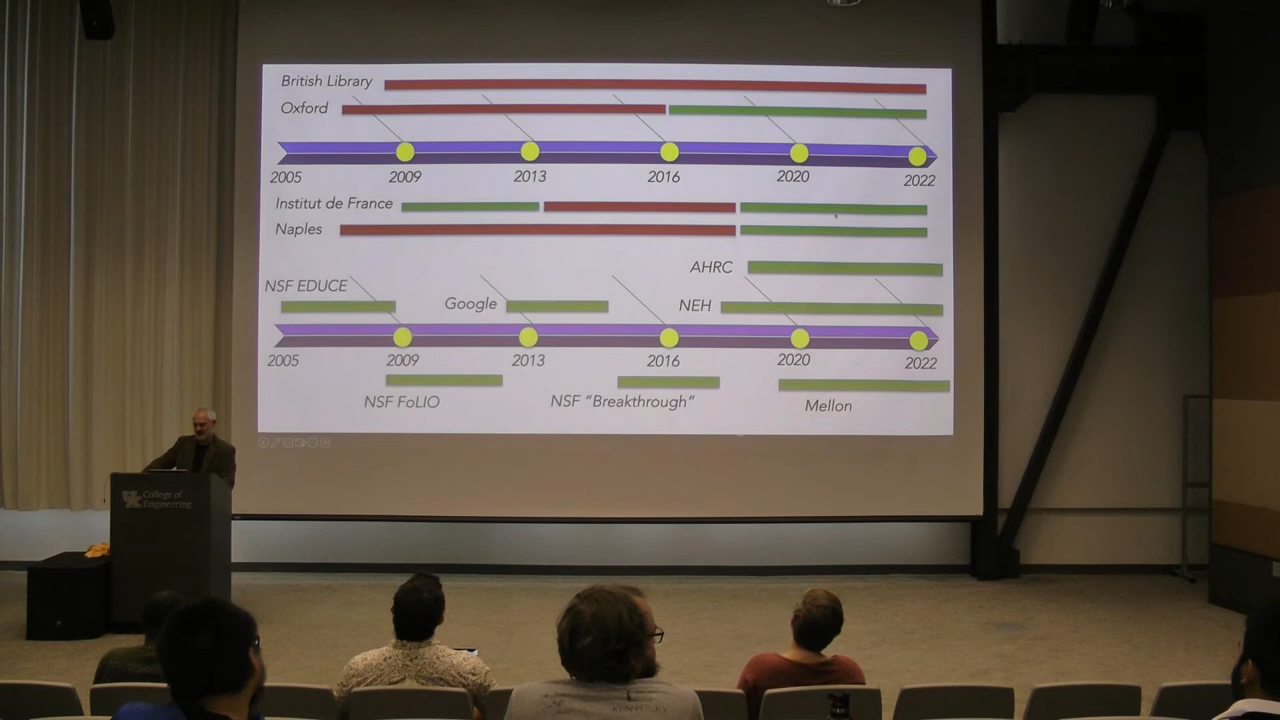 British Library
Oxford
2005 2009 2013 2016 2020 2022
Institut de France
Naples
AHRC
NSF EDUCE
Google
NEH
2005 2009 2013 2016 2020 2022
NSF FoLIO
NSF “Breakthrough”
Mellon
UK College of
Engineering